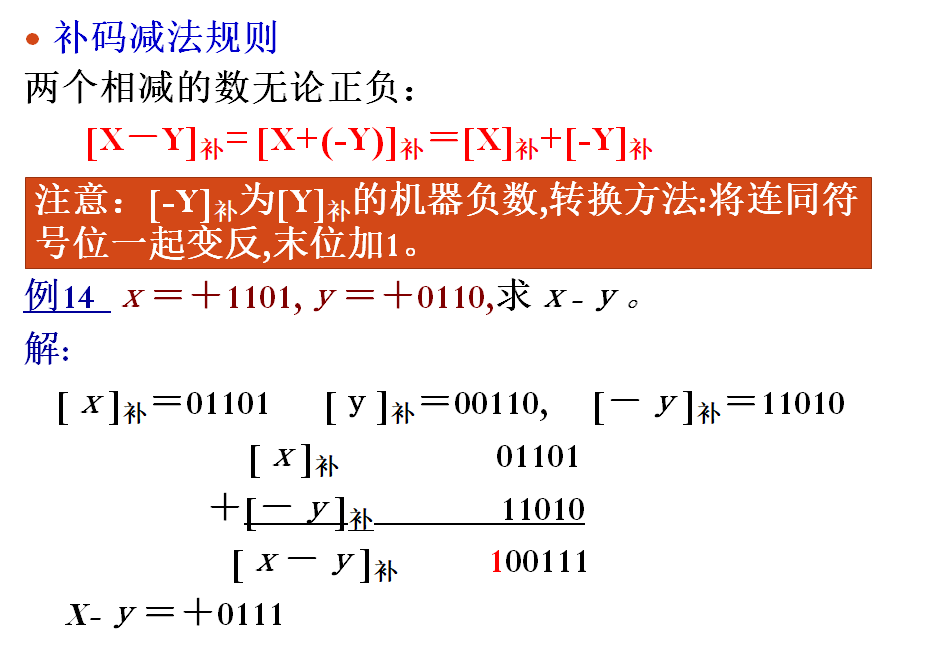 • 补码减法规则
两个相减的数无论正负：
[X－Y]补= [X+(-Y)]补＝[X]补+[-Y]补
注意：[-Y]补为[Y]补的机器负数,转换方法:将连同符
号位一起变反,末位加1。
例14 x＝＋1101, y＝＋0110,求 x - y 。
解:
[ x ]补＝01101 [ y ]补＝00110, [－ y ]补＝11010
[ x ]补 01101
＋[－ y ]补 11010
[ x － y ]补 100111
X- y＝＋0111